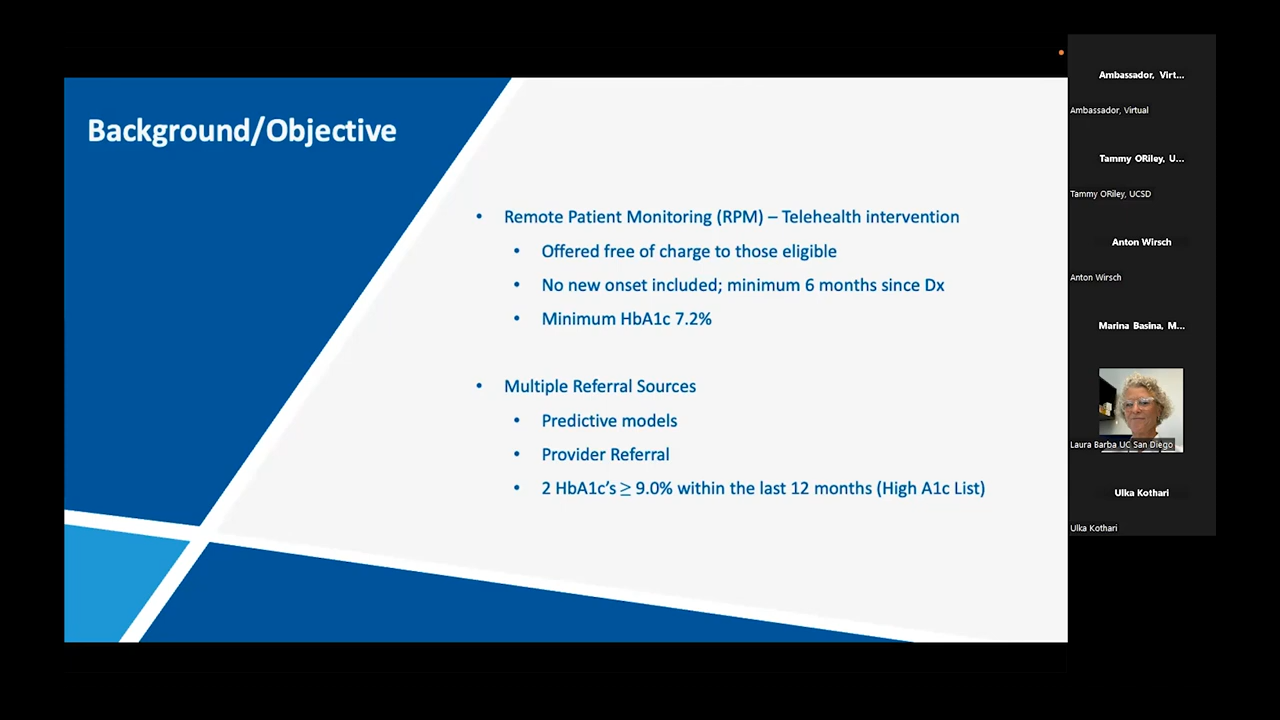 Background/Objective
• Remote Patient Monitoring (RPM) – Telehealth intervention
• Offered free of charge to those eligible
• No new onset included; minimum 6 months since Dx
• Minimum HbA1c 7.2%
• Multiple Referral Sources
• Predictive models
• Provider Referral
• 2 HbA1c’s ≥ 9.0% within the last 12 months (High A1c List)
Ambassador, Virt...
Ambassador, Virtual
Tammy ORiley, U...
Tammy ORiley, UCSD
Anton Wirsch
Anton Wirsch
Marina Basina, M...
Laura Barba UC San Diego
Ulka Kothari
Ulka Kothari